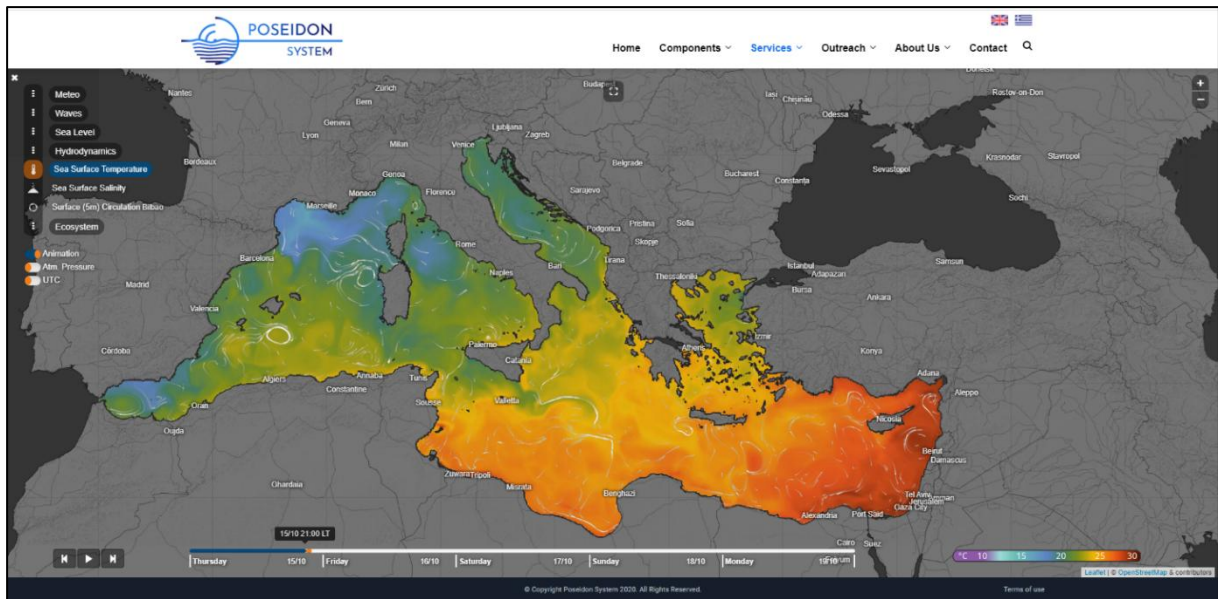 POSEIDON
SYSTEM
Home Components Services Outreach About Us Contact
Meteo
Waves
Sea Level
Hydrodynamics
Sea Surface Temperature
Sea Surface Salinity
Surface (5m) Circulation Bibao
Ecosystem
Animation
Atm. Pressure
UTC
Nantes
Zürich
Bern
Iași
Chișinău
Rostov-on-Don
Geneva
Lyon
Milan
Ljubljana
Zagreb
Venice
Odessa
Bordeaux
Belgrade
Bucharest
Sevastopol
Krasnodar
Stavropol
Genoa
Monaco
Florence
Marseille
Sarajevo
Constanța
Sochi
Podgorica
Pristina
Sofia
Skopje
Rome
Barcelona
Bari
Tirana
Naples
Thessaloniki
Istanbul
Adapazarı
Samsun
Bursa
Madrid
Valencia
Ankara
Palermo
Athens
Izmir
Konya
Córdoba
Catania
Adana
Aleppo
Algiers
Annaba
Constantine
Tunis
Oran
Sousse
Valletta
Nicosia
Oujda
Beirut
Damascus
Zuwara
Tripoli
Misrata
Benghazi
Ghardaia
Tel Aviv
Jerusalem
Gaza City
Alexandria
Port Said
Cairo
Suez
15/10 21:00 LT
Thursday 15/10 Friday 16/10 Saturday 17/10 Sunday 18/10 Monday 19/10
°C 10 15 20 25 30
Leaflet | © OpenStreetMap & contributors
© Copyright Poseidon System 2020. All Rights Reserved.
Terms of use